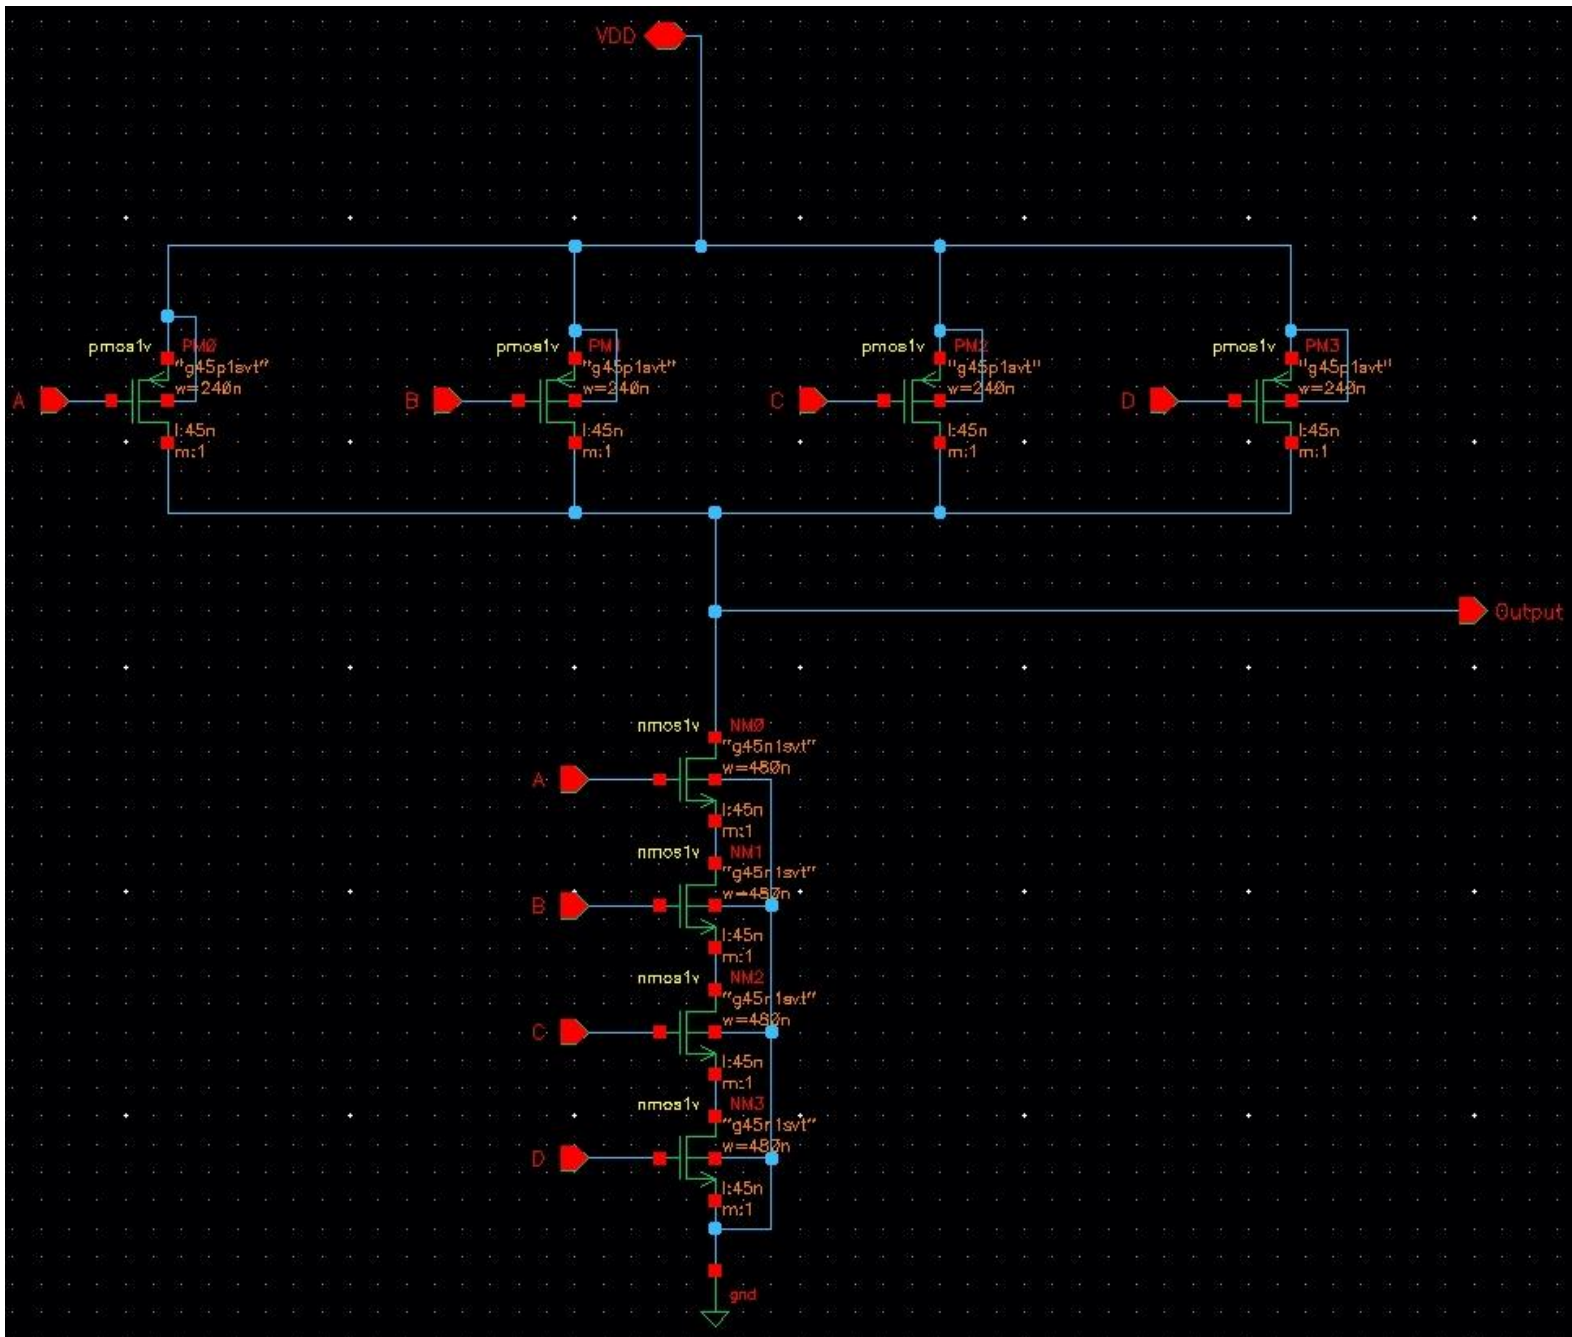 VDD
pmos1v PM0
"g45p1svt"
w=240n
A
l:45n
m:1
pmos1v PM1
"g45p1svt"
w=240n
B
l:45n
m:1
pmos1v PM2
"g45p1svt"
w=240n
C
l:45n
m:1
pmos1v PM3
"g45p1svt"
w=240n
D
l:45n
m:1
Output
nmos1v NM0
"g45n1svt"
w=480n
A
l:45n
m:1
nmos1v NM1
"g45n1svt"
w=480n
B
l:45n
m:1
nmos1v NM2
"g45n1svt"
w=480n
C
l:45n
m:1
nmos1v NM3
"g45n1svt"
w=480n
D
l:45n
m:1
gnd